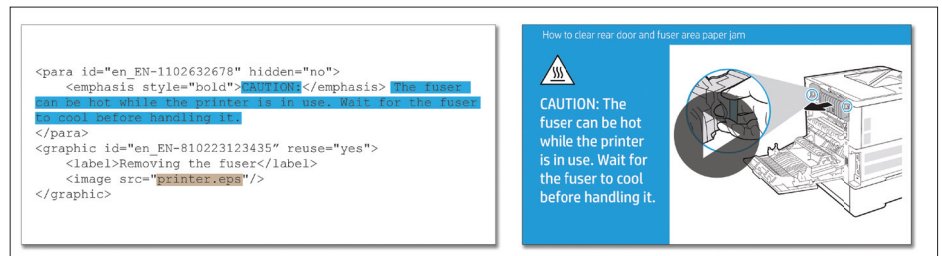 <para id="en_EN-1102632678" hidden="no">
<emphasis style="bold">CAUTION:</emphasis> The fuser
can be hot while the printer is in use. Wait for the fuser
to cool before handling it.
</para>
<graphic id="en_EN-810223123435" reuse="yes">
<label>Removing the fuser</label>
<image src="printer.eps"/>
</graphic>
How to clear rear door and fuser area paper jam
CAUTION: The
fuser can be hot
while the printer
is in use. Wait for
the fuser to cool
before handling it.